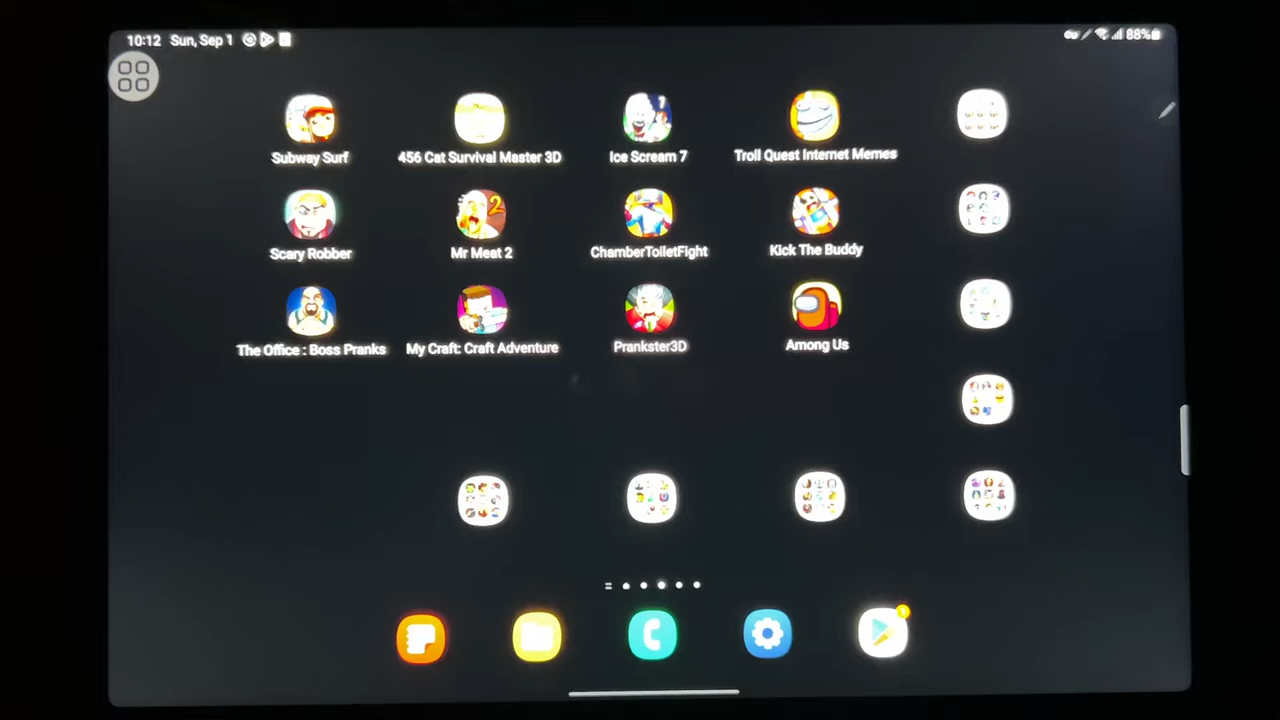 10:12 Sun, Sep 1 88%
Subway Surf 456 Cat Survival Master 3D Ice Scream 7 Troll Quest Internet Memes
Scary Robber Mr Meat 2 ChamberToiletFight Kick The Buddy
The Office : Boss Pranks My Craft: Craft Adventure Prankster3D Among Us